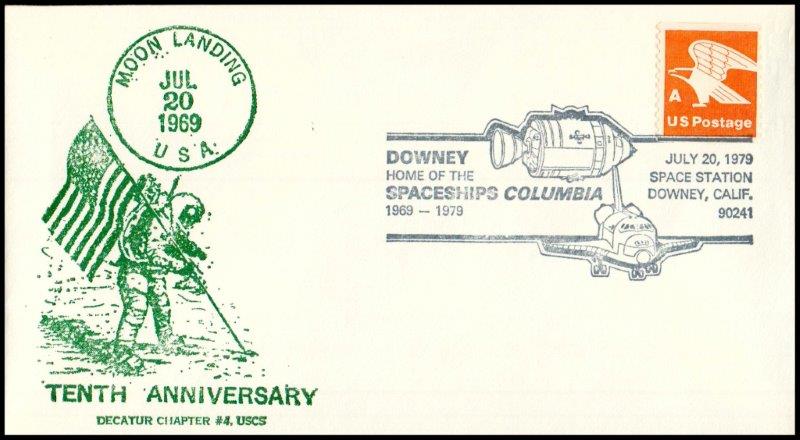 MOON LANDING
JUL
20
1969
USA
TENTH ANNIVERSARY
DECATUR CHAPTER #4, USCS
DOWNEY
HOME OF THE
SPACESHIPS COLUMBIA
1969 — 1979
JULY 20, 1979
SPACE STATION
DOWNEY, CALIF.
90241
A
US Postage